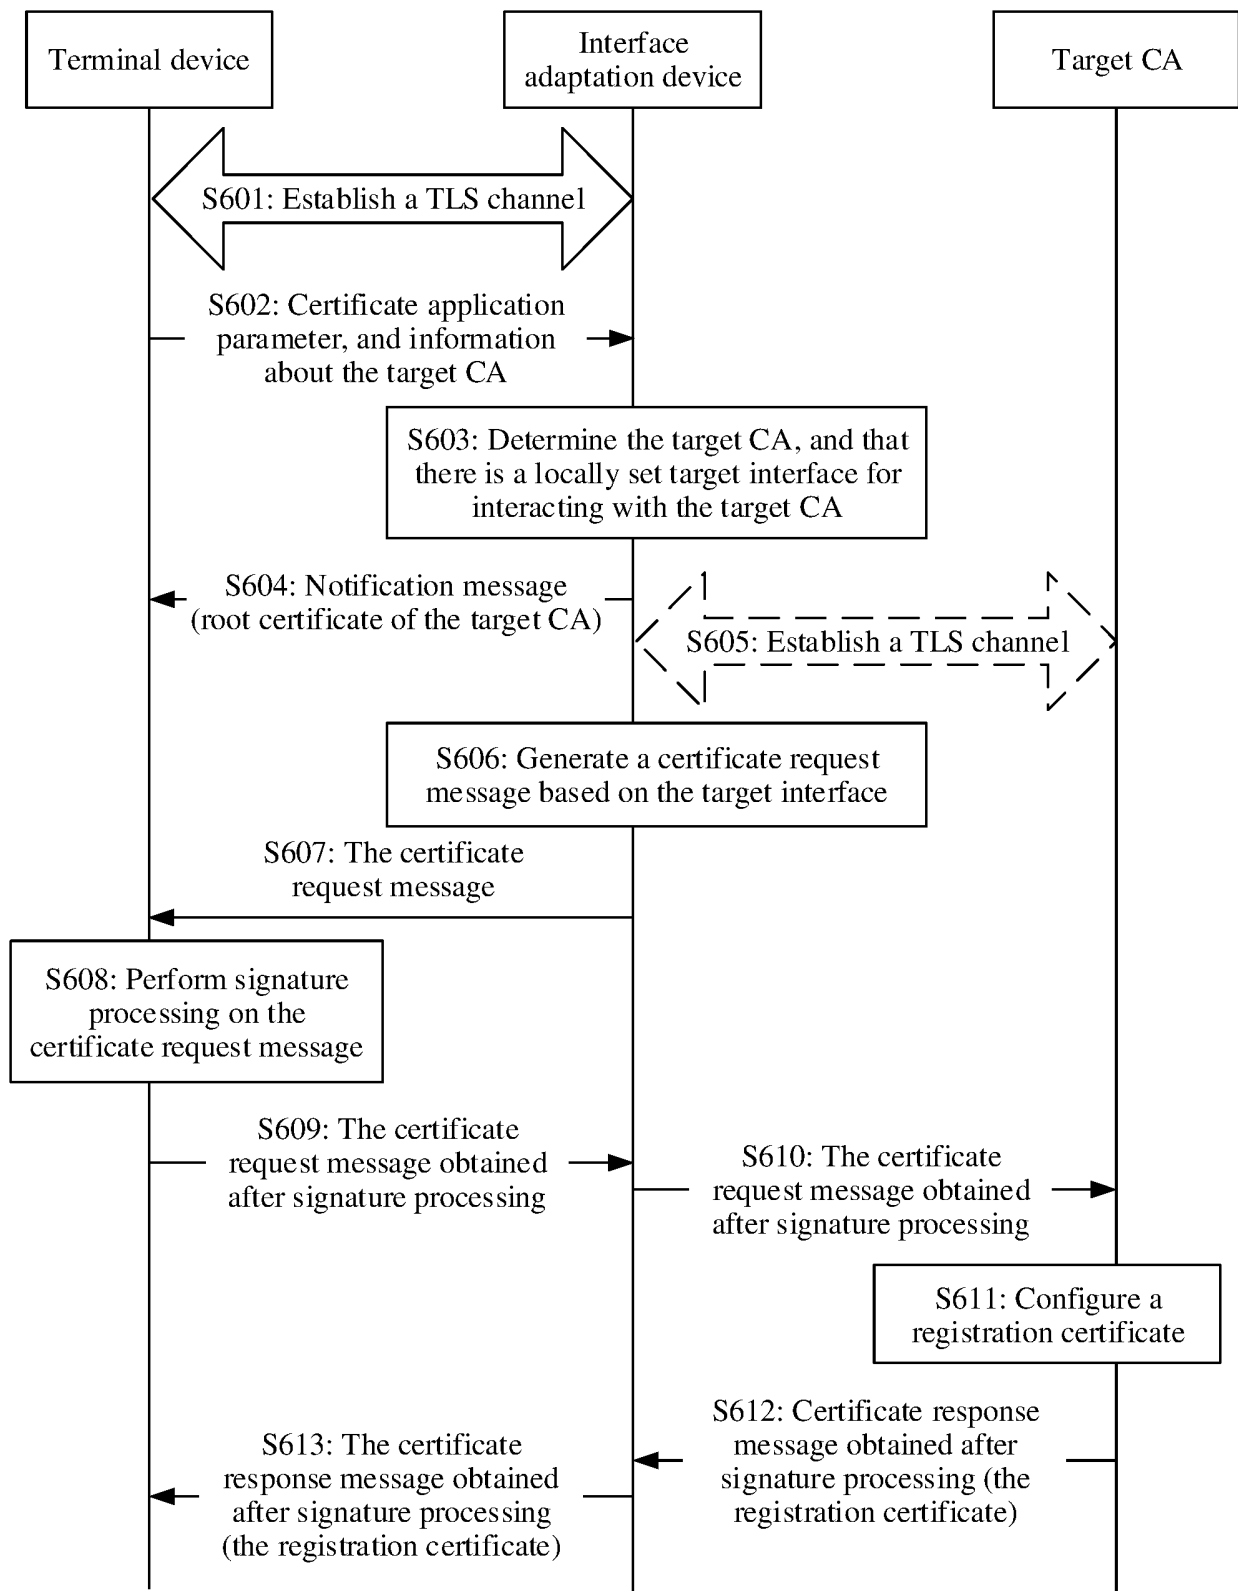 Terminal device
Interface
adaptation device
Target CA
S601: Establish a TLS channel
S602: Certificate application
parameter, and information
about the target CA
S603: Determine the target CA, and that
there is a locally set target interface for
interacting with the target CA
S604: Notification message
(root certificate of the target CA)
S605: Establish a TLS channel
S606: Generate a certificate request
message based on the target interface
S607: The certificate
request message
S608: Perform signature
processing on the
certificate request message
S609: The certificate
request message obtained
after signature processing
S610: The certificate
request message obtained
after signature processing
S611: Configure a
registration certificate
S612: Certificate response
message obtained after
signature processing (the
registration certificate)
S613: The certificate
response message obtained
after signature processing
(the registration certificate)